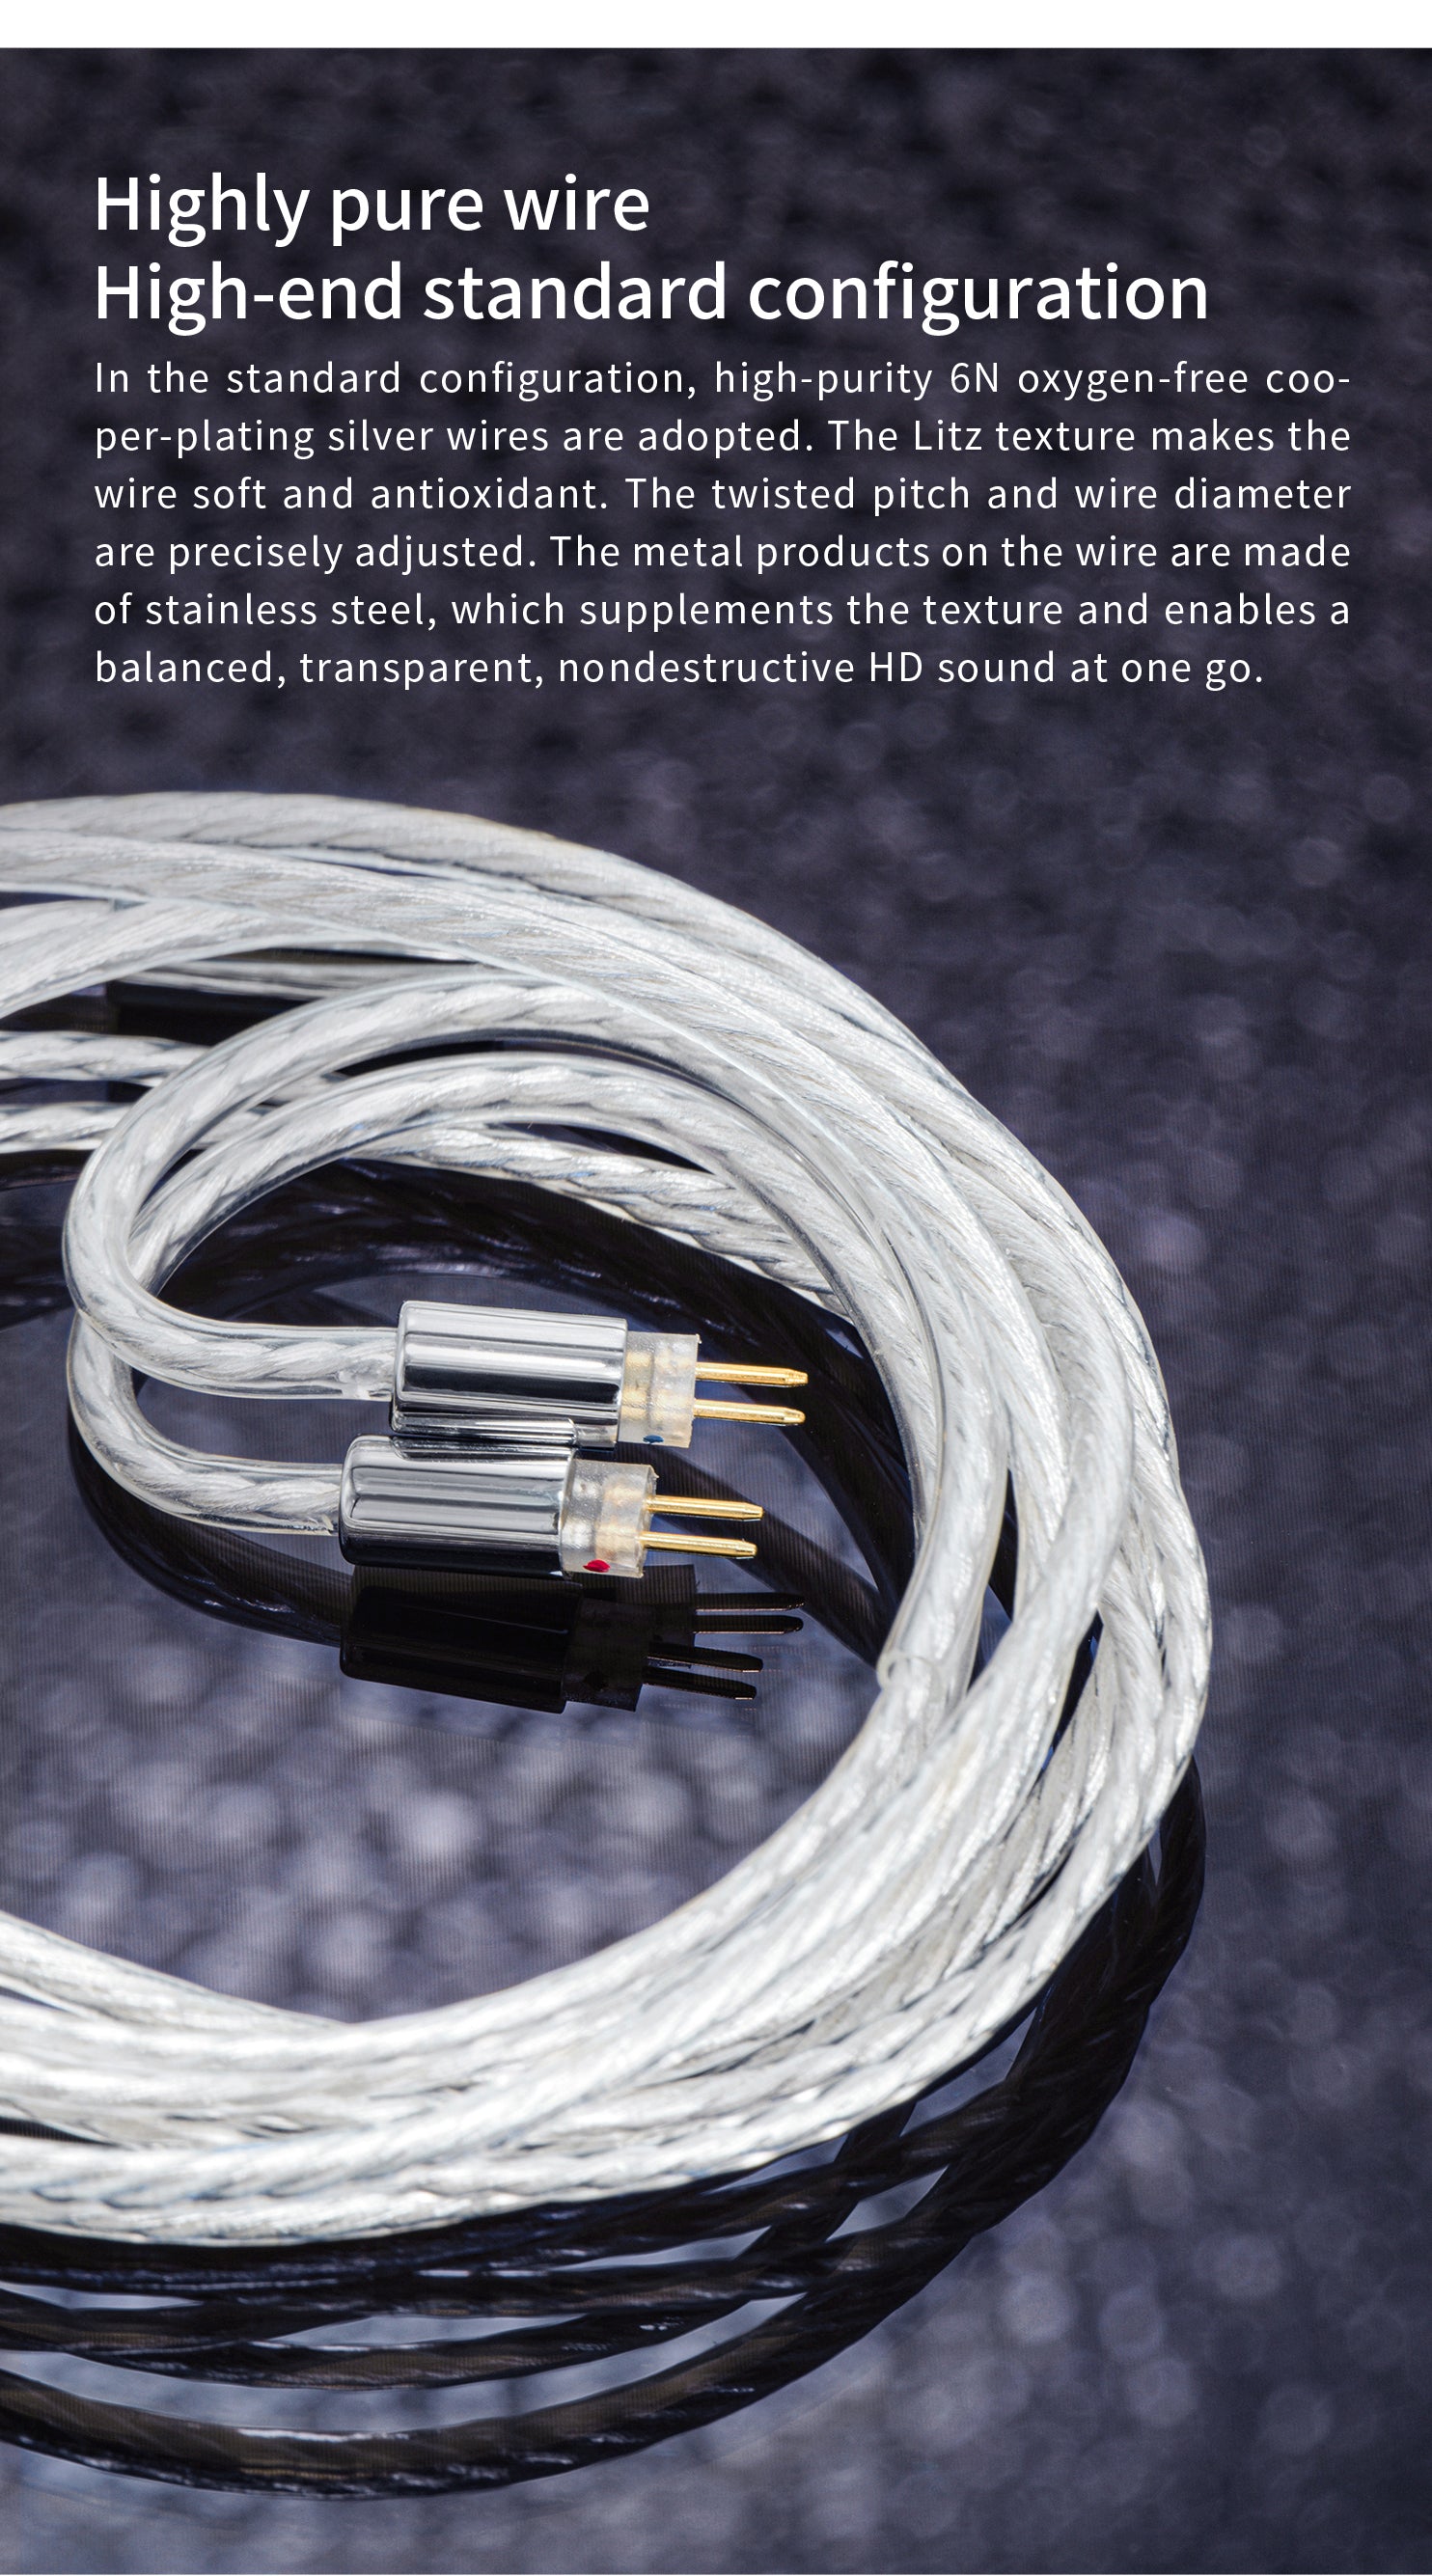 Highly pure wire
High-end standard configuration
In the standard configuration, high-purity 6N oxygen-free coo-
per-plating silver wires are adopted. The Litz texture makes the
wire soft and antioxidant. The twisted pitch and wire diameter
are precisely adjusted. The metal products on the wire are made
of stainless steel, which supplements the texture and enables a
balanced, transparent, nondestructive HD sound at one go.